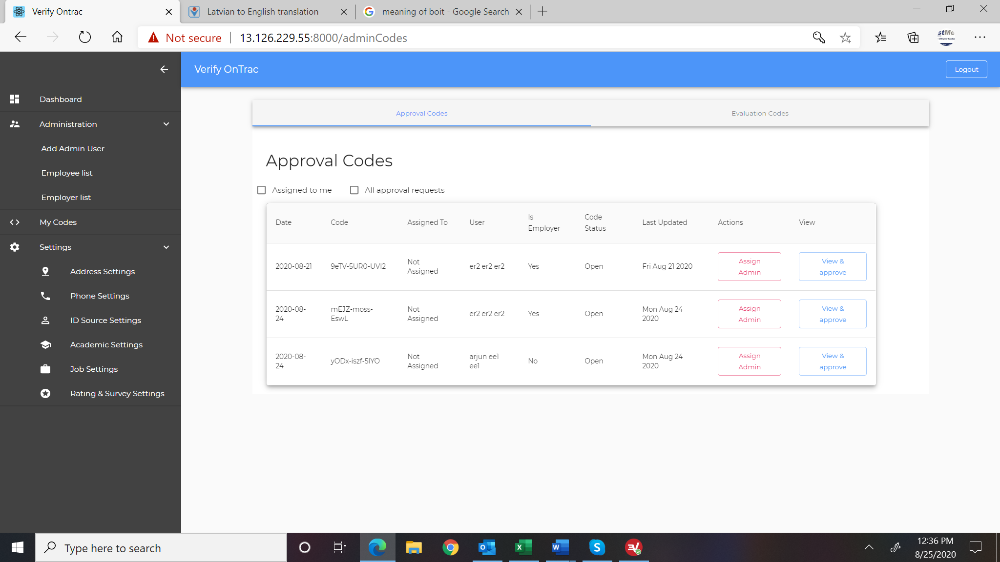 Verify Ontrac
Latvian to English translation
meaning of boit - Google Search
Not secure
13.126.229.55:8000/adminCodes
stMe
Verify OnTrac
Logout
Dashboard
Administration
Add Admin User
Employee list
Employer list
My Codes
Settings
Address Settings
Phone Settings
ID Source Settings
Academic Settings
Job Settings
Rating & Survey Settings
Approval Codes
Evaluation Codes
Approval Codes
Assigned to me
All approval requests
Date
Code
Assigned To
User
Is
Employer
Code
Status
Last Updated
Actions
View
2020-08-21
9eTV-5UR0-UVI2
Not
Assigned
er2 er2 er2
Yes
Open
Fri Aug 21 2020
Assign
Admin
View &
approve
2020-08-
24
mEJZ-moss-
EswL
Not
Assigned
er2 er2 er2
Yes
Open
Mon Aug 24
2020
Assign
Admin
View &
approve
2020-08-
24
yODx-iszf-5IYO
Not
Assigned
arjun ee1
ee1
No
Open
Mon Aug 24
2020
Assign
Admin
View &
approve
Type here to search
12:36 PM
8/25/2020